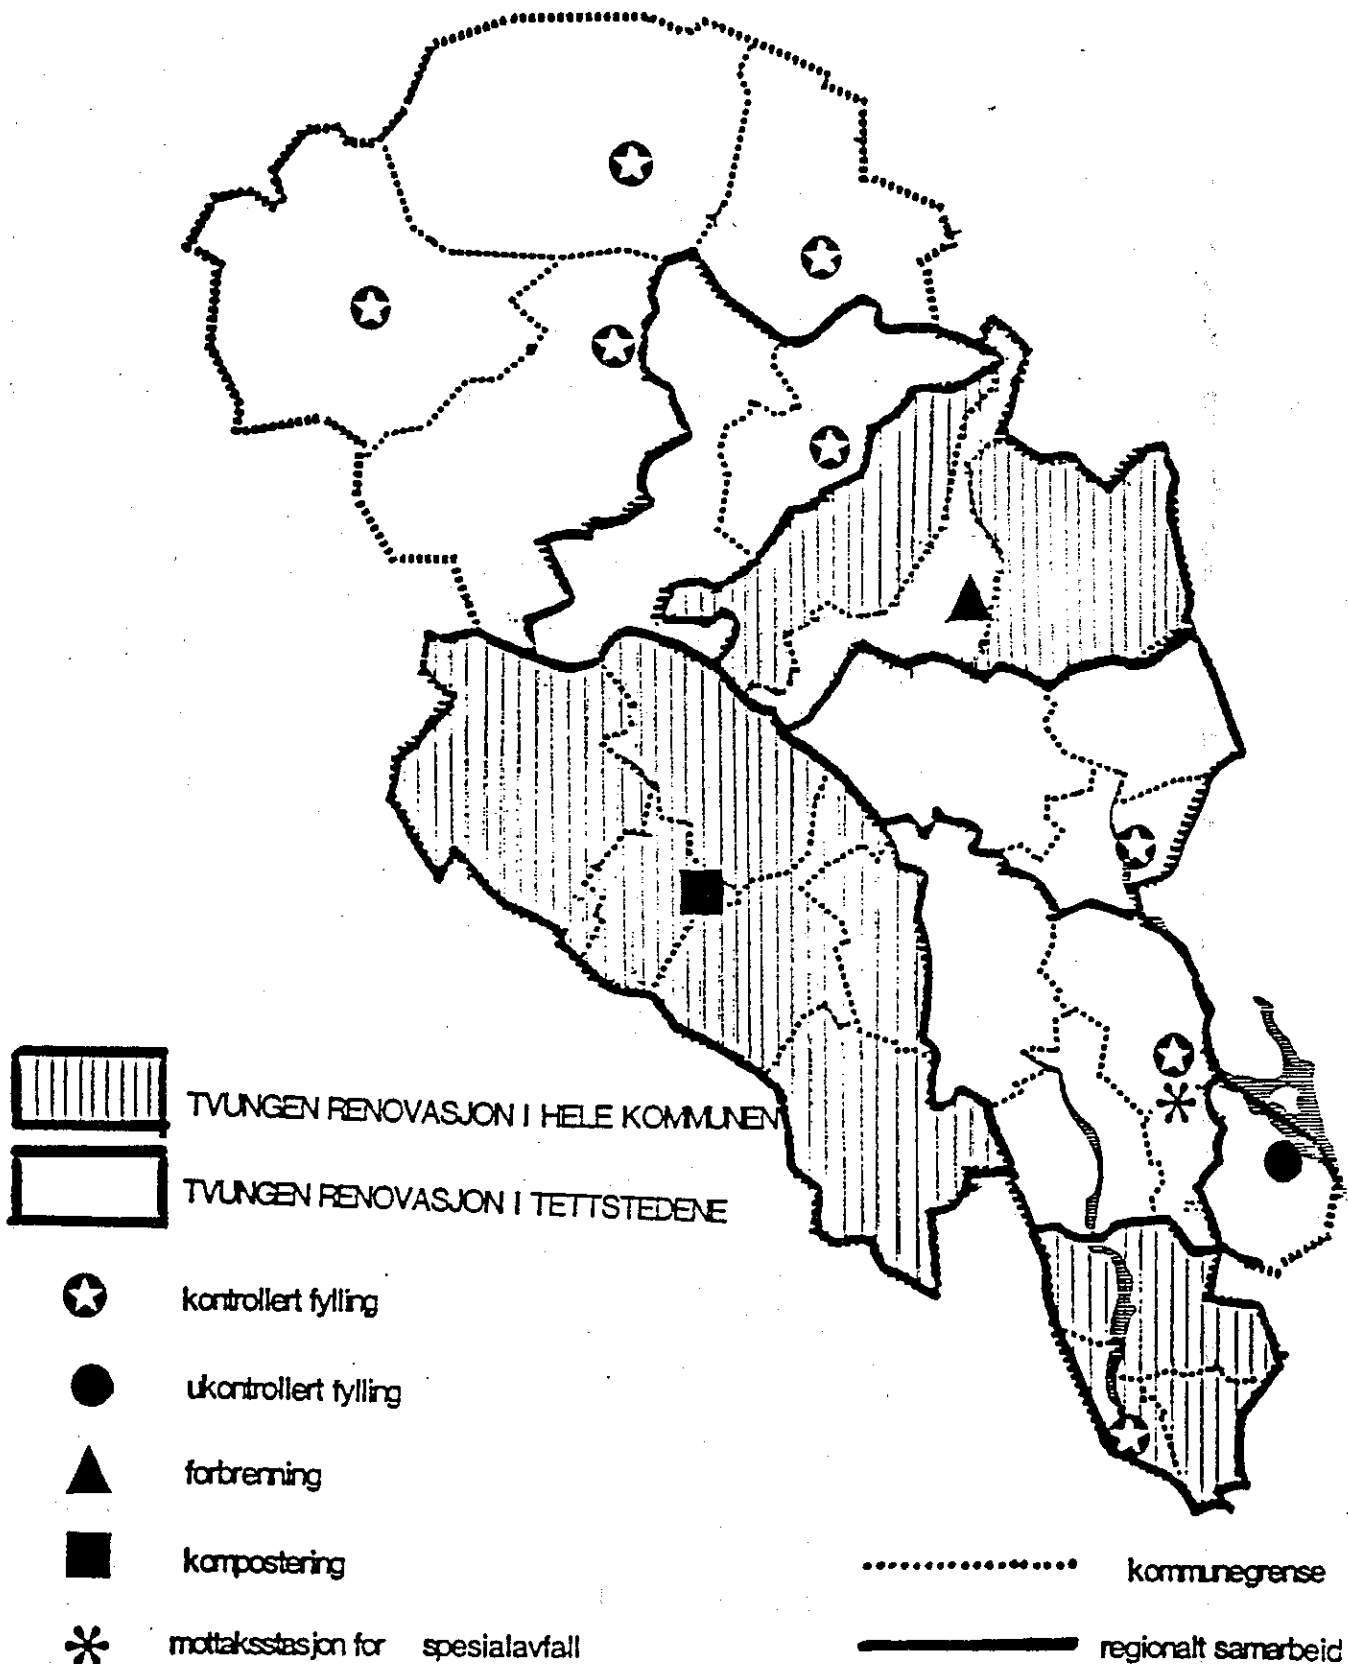 TVUNGEN RENOVASJON I HELE KOMMUNEN
TVUNGEN RENOVASJON I TETTSTEDENE
kontrollert fylling
ukontrollert fylling
forbrenning
kompostering
mottaksstasjon for spesialavfall
kommunegrense
regionalt samarbeid